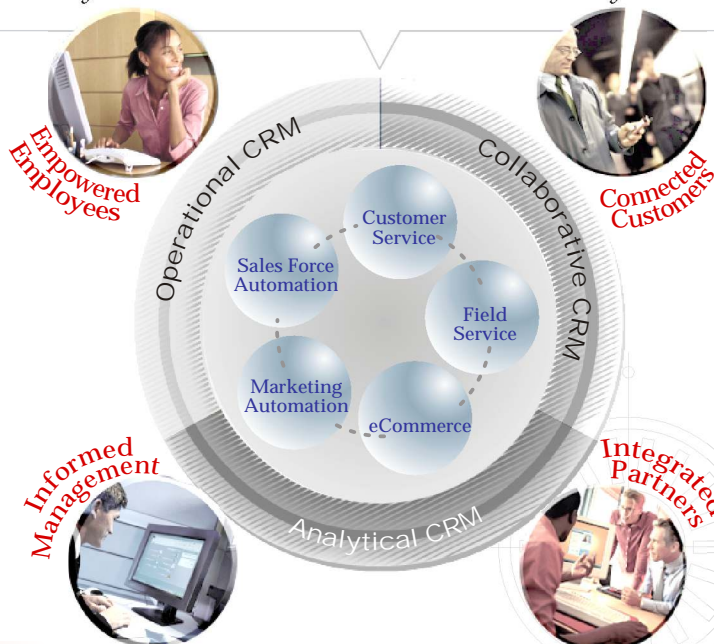 Empowered
Employees
Connected
Customers
Operational CRM
Collaborative CRM
Customer
Service
Sales Force
Automation
Field
Service
Marketing
Automation
eCommerce
Analytical CRM
Informed
Management
Integrated
Partners